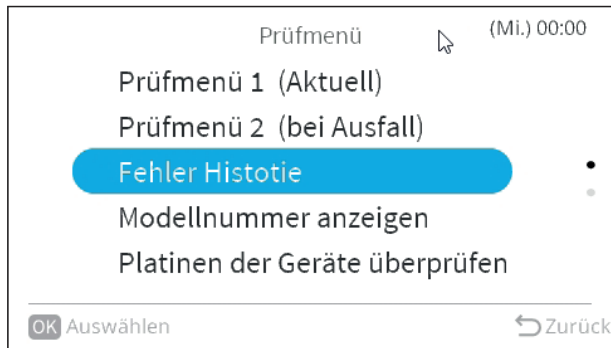 Prüfmenü
(Mi.) 00:00
Prüfmenü 1 (Aktuell)
Prüfmenü 2 (bei Ausfall)
Fehler Histotie
Modellnummer anzeigen
Platinen der Geräte überprüfen
OK Auswählen
Zurück